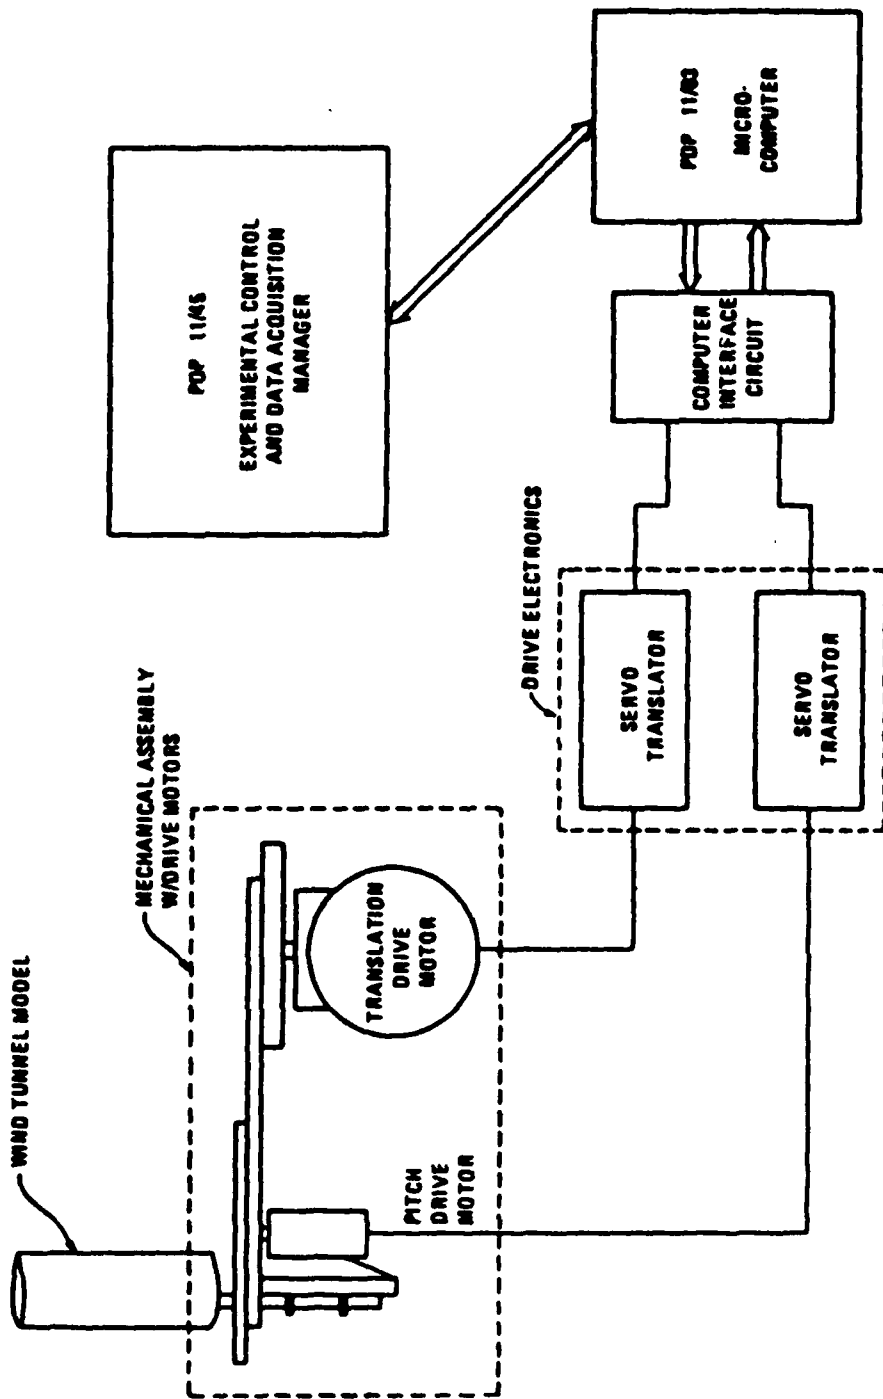 WIND TUNNEL MODEL
MECHANICAL ASSEMBLY
W/DRIVE MOTORS
PDP 11/45
EXPERIMENTAL CONTROL
AND DATA ACQUISITION
MANAGER
TRANSLATION
DRIVE
MOTOR
PITCH
DRIVE
MOTOR
DRIVE ELECTRONICS
SERVO
TRANSLATOR
SERVO
TRANSLATOR
COMPUTER
INTERFACE
CIRCUIT
PDP 11/03
MICRO-
COMPUTER